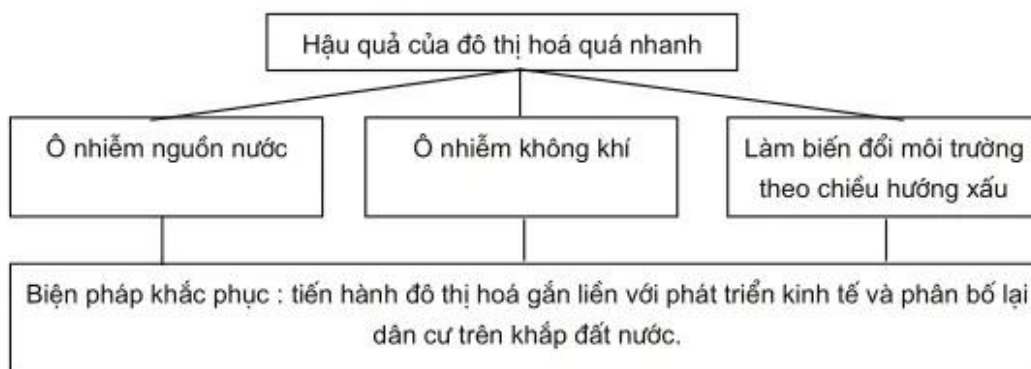 Hậu quả của đô thị hoá quá nhanh
Ô nhiễm nguồn nước
Ô nhiễm không khí
Làm biến đổi môi trường
theo chiều hướng xấu
Biện pháp khắc phục : tiến hành đô thị hoá gắn liền với phát triển kinh tế và phân bố lại
dân cư trên khắp đất nước.